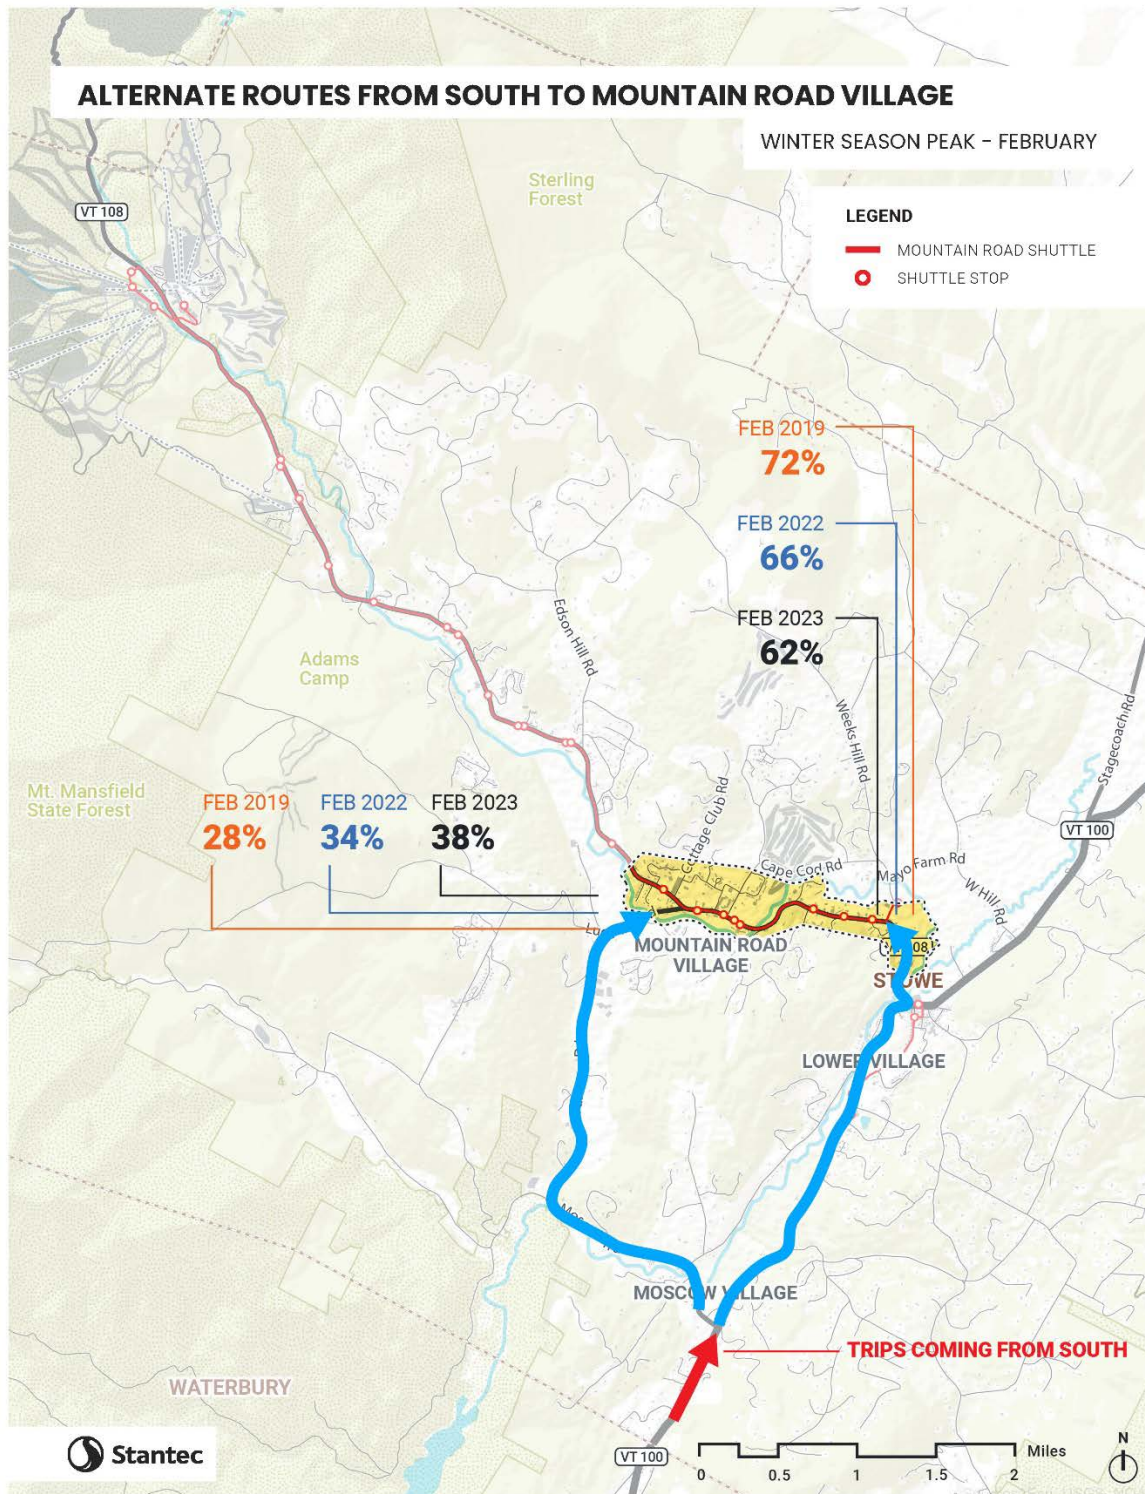 ALTERNATE ROUTES FROM SOUTH TO MOUNTAIN ROAD VILLAGE
WINTER SEASON PEAK - FEBRUARY
VT 108
Sterling
Forest
LEGEND
MOUNTAIN ROAD SHUTTLE
SHUTTLE STOP
FEB 2019
72%
FEB 2022
66%
FEB 2023
62%
Edson Hill Rd
Adams
Camp
Weeks Hill Rd
Stagecoach Rd
Mt. Mansfield
State Forest
FEB 2019
28%
FEB 2022
34%
FEB 2023
38%
Cottage Club Rd
VT 100
Cape Cod Rd
Mayo Farm Rd
W Hill Rd
MOUNTAIN ROAD
VILLAGE
STOWE
LOWER VILLAGE
MOSCOW VILLAGE
TRIPS COMING FROM SOUTH
WATERBURY
Stantec
VT 100
0 0.5 1 1.5 2
Miles
N